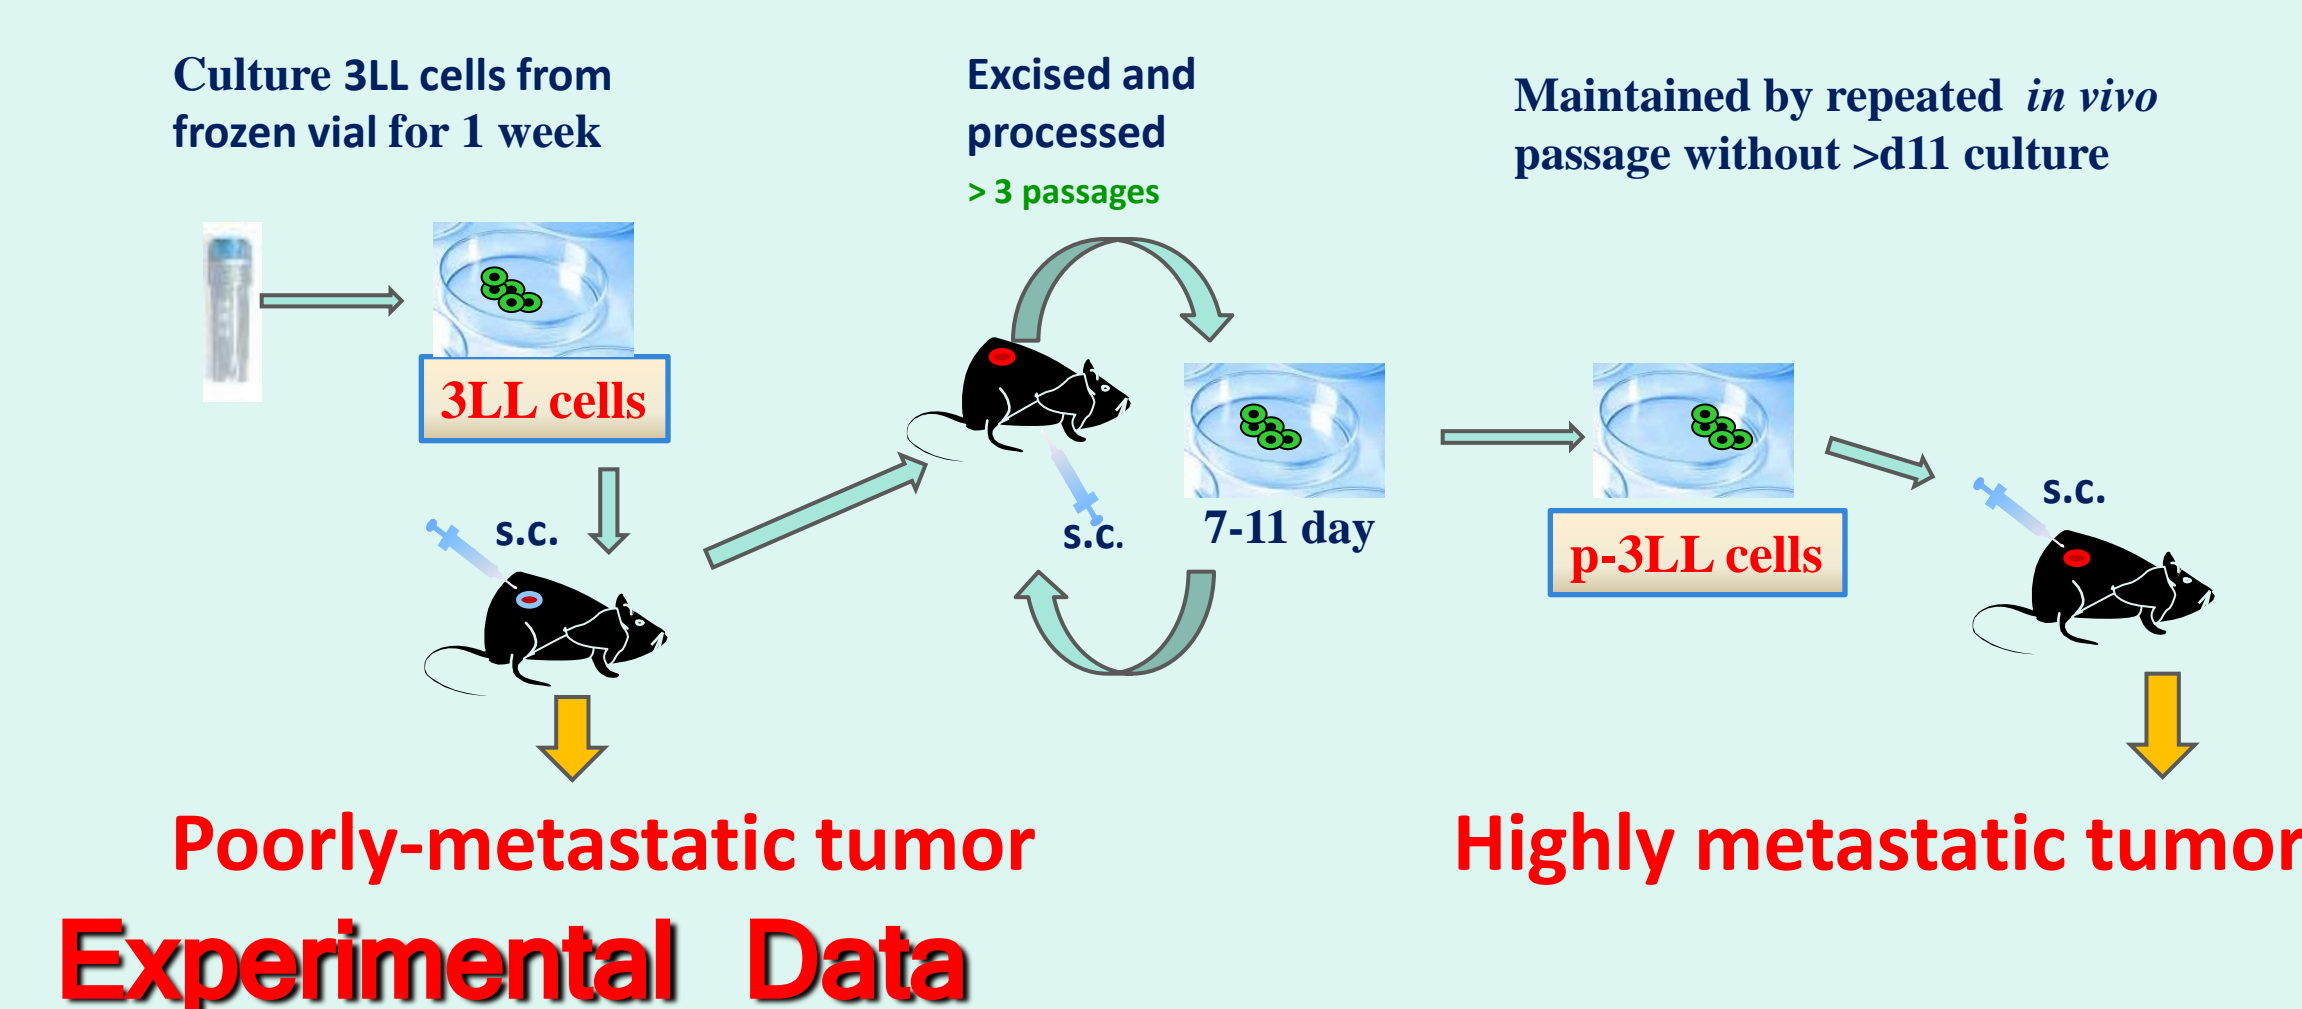 Culture 3LL cells from
frozen vial for 1 week
Excised and
processed
> 3 passages
Maintained by repeated in vivo
passage without >d11 culture
3LL cells
s.c.
s.c.
7-11 day
p-3LL cells
s.c.
Poorly-metastatic tumor
Highly metastatic tumor
Experimental Data